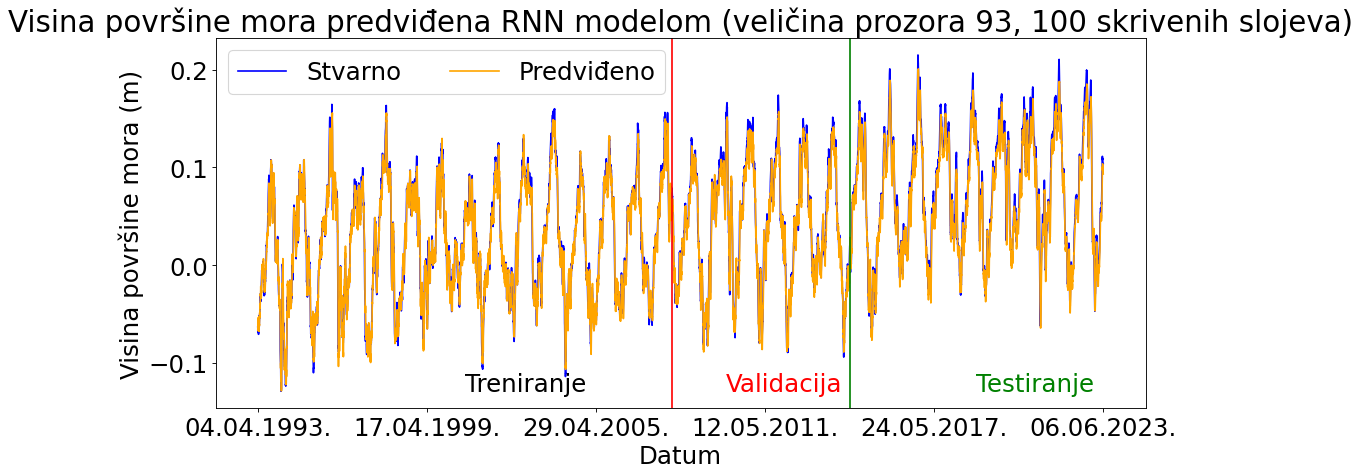 Visina površine mora predviđena RNN modelom (veličina prozora 93, 100 skrivenih slojeva)
Stvarno
Predviđeno
Visina površine mora (m)
0.2
0.1
0.0
−0.1
Treniranje
Validacija
Testiranje
04.04.1993.
17.04.1999.
29.04.2005.
12.05.2011.
24.05.2017.
06.06.2023.
Datum